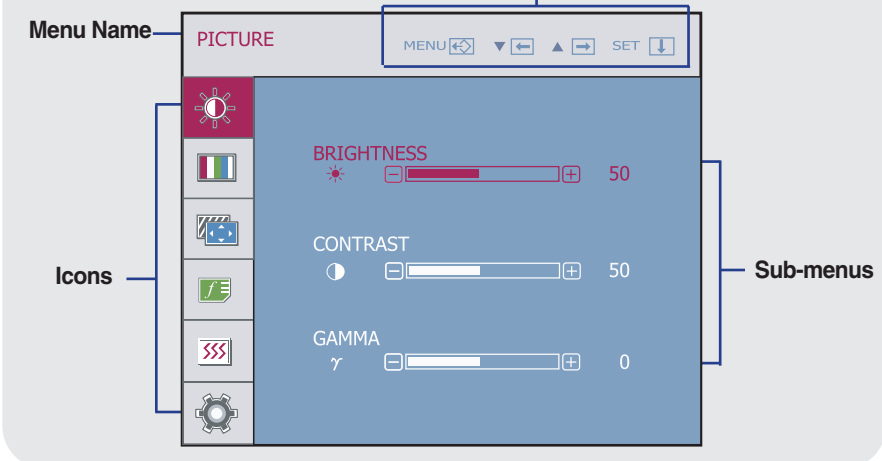 Menu Name
PICTURE
MENU ▼ ▲ SET
BRIGHTNESS
50
CONTRAST
50
Icons
Sub-menus
GAMMA
γ 0